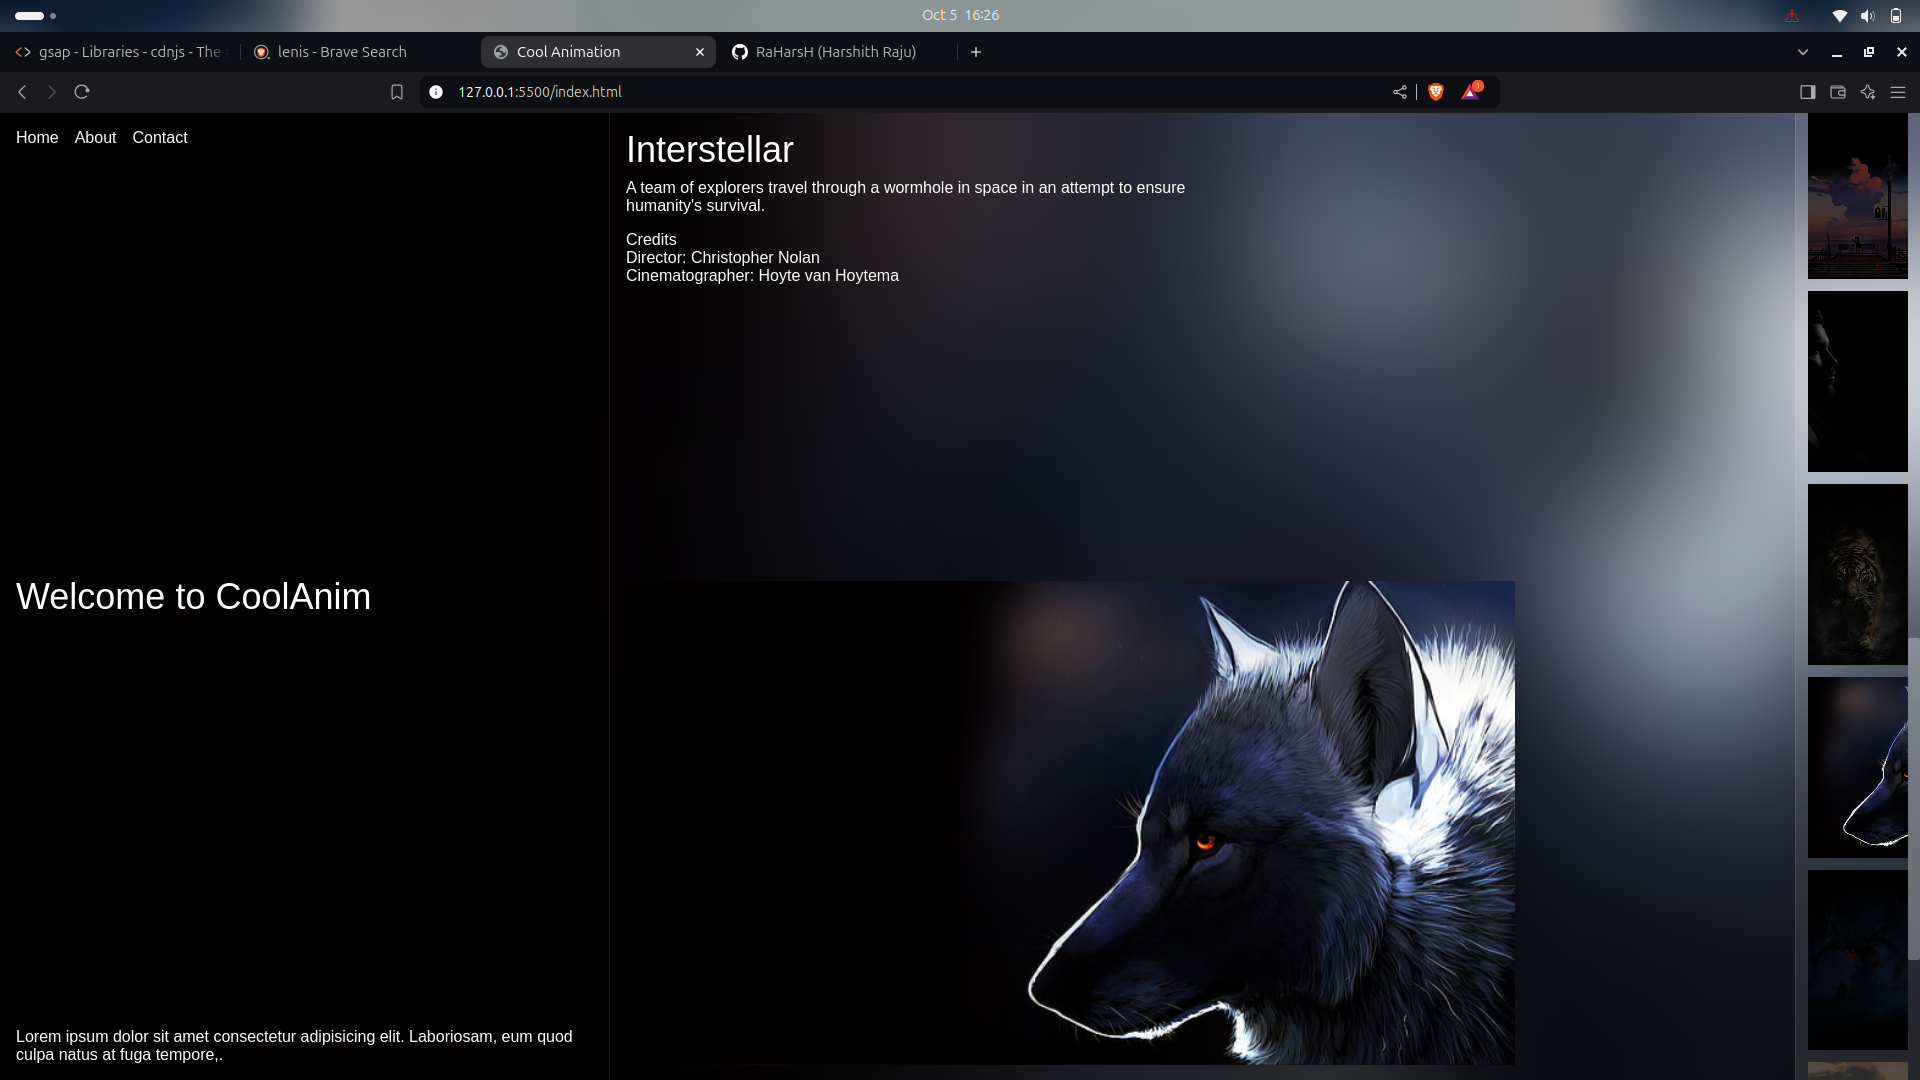 Oct 5 16:26
gsap - Libraries - cdnjs - The
lenis - Brave Search
Cool Animation
RaHarsH (Harshith Raju)
127.0.0.1:5500/index.html
1
Home About Contact
Welcome to CoolAnim
Lorem ipsum dolor sit amet consectetur adipisicing elit. Laboriosam, eum quod
culpa natus at fuga tempore,.
Interstellar
A team of explorers travel through a wormhole in space in an attempt to ensure
humanity's survival.
Credits
Director: Christopher Nolan
Cinematographer: Hoyte van Hoytema